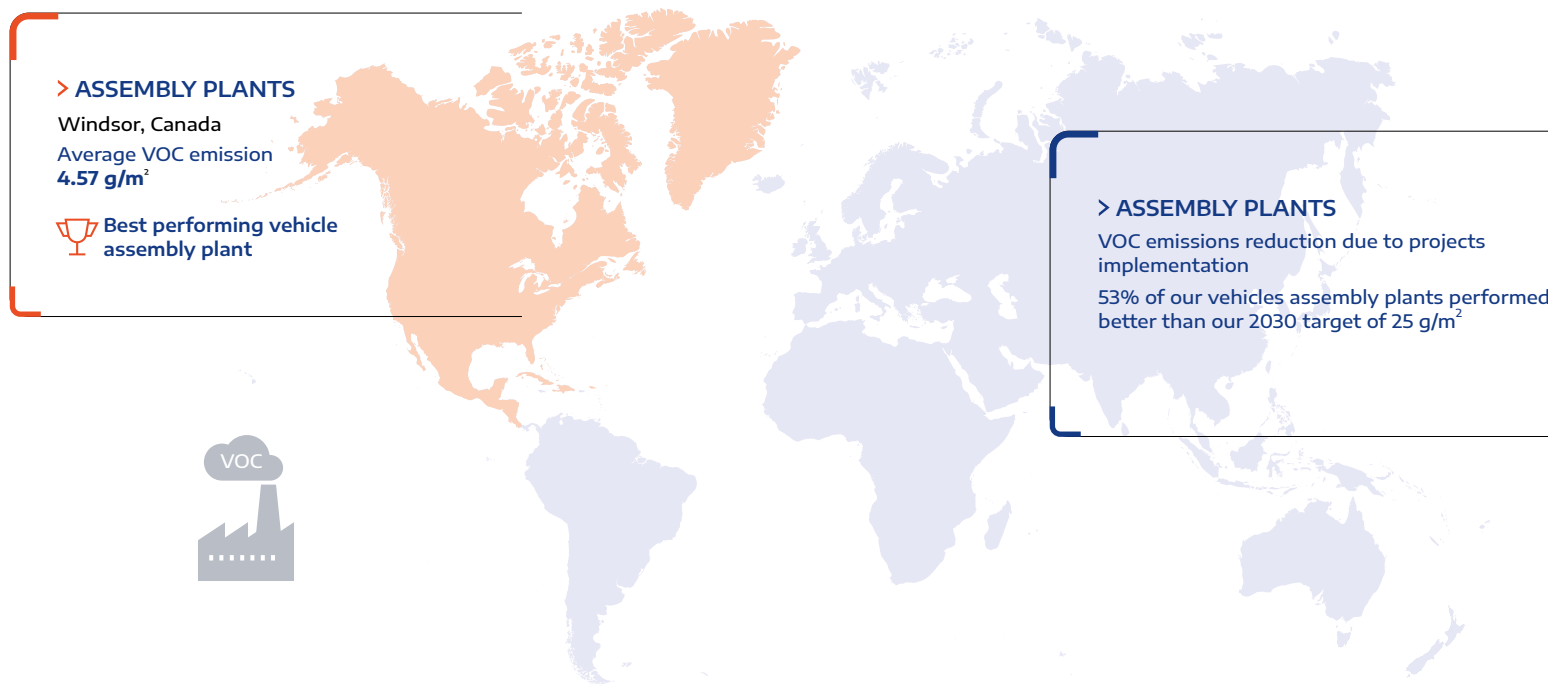 > ASSEMBLY PLANTS
Windsor, Canada
Average VOC emission
4.57 g/m²
Best performing vehicle
assembly plant
> ASSEMBLY PLANTS
VOC emissions reduction due to projects
implementation
53% of our vehicles assembly plants performed
better than our 2030 target of 25 g/m²
VOC